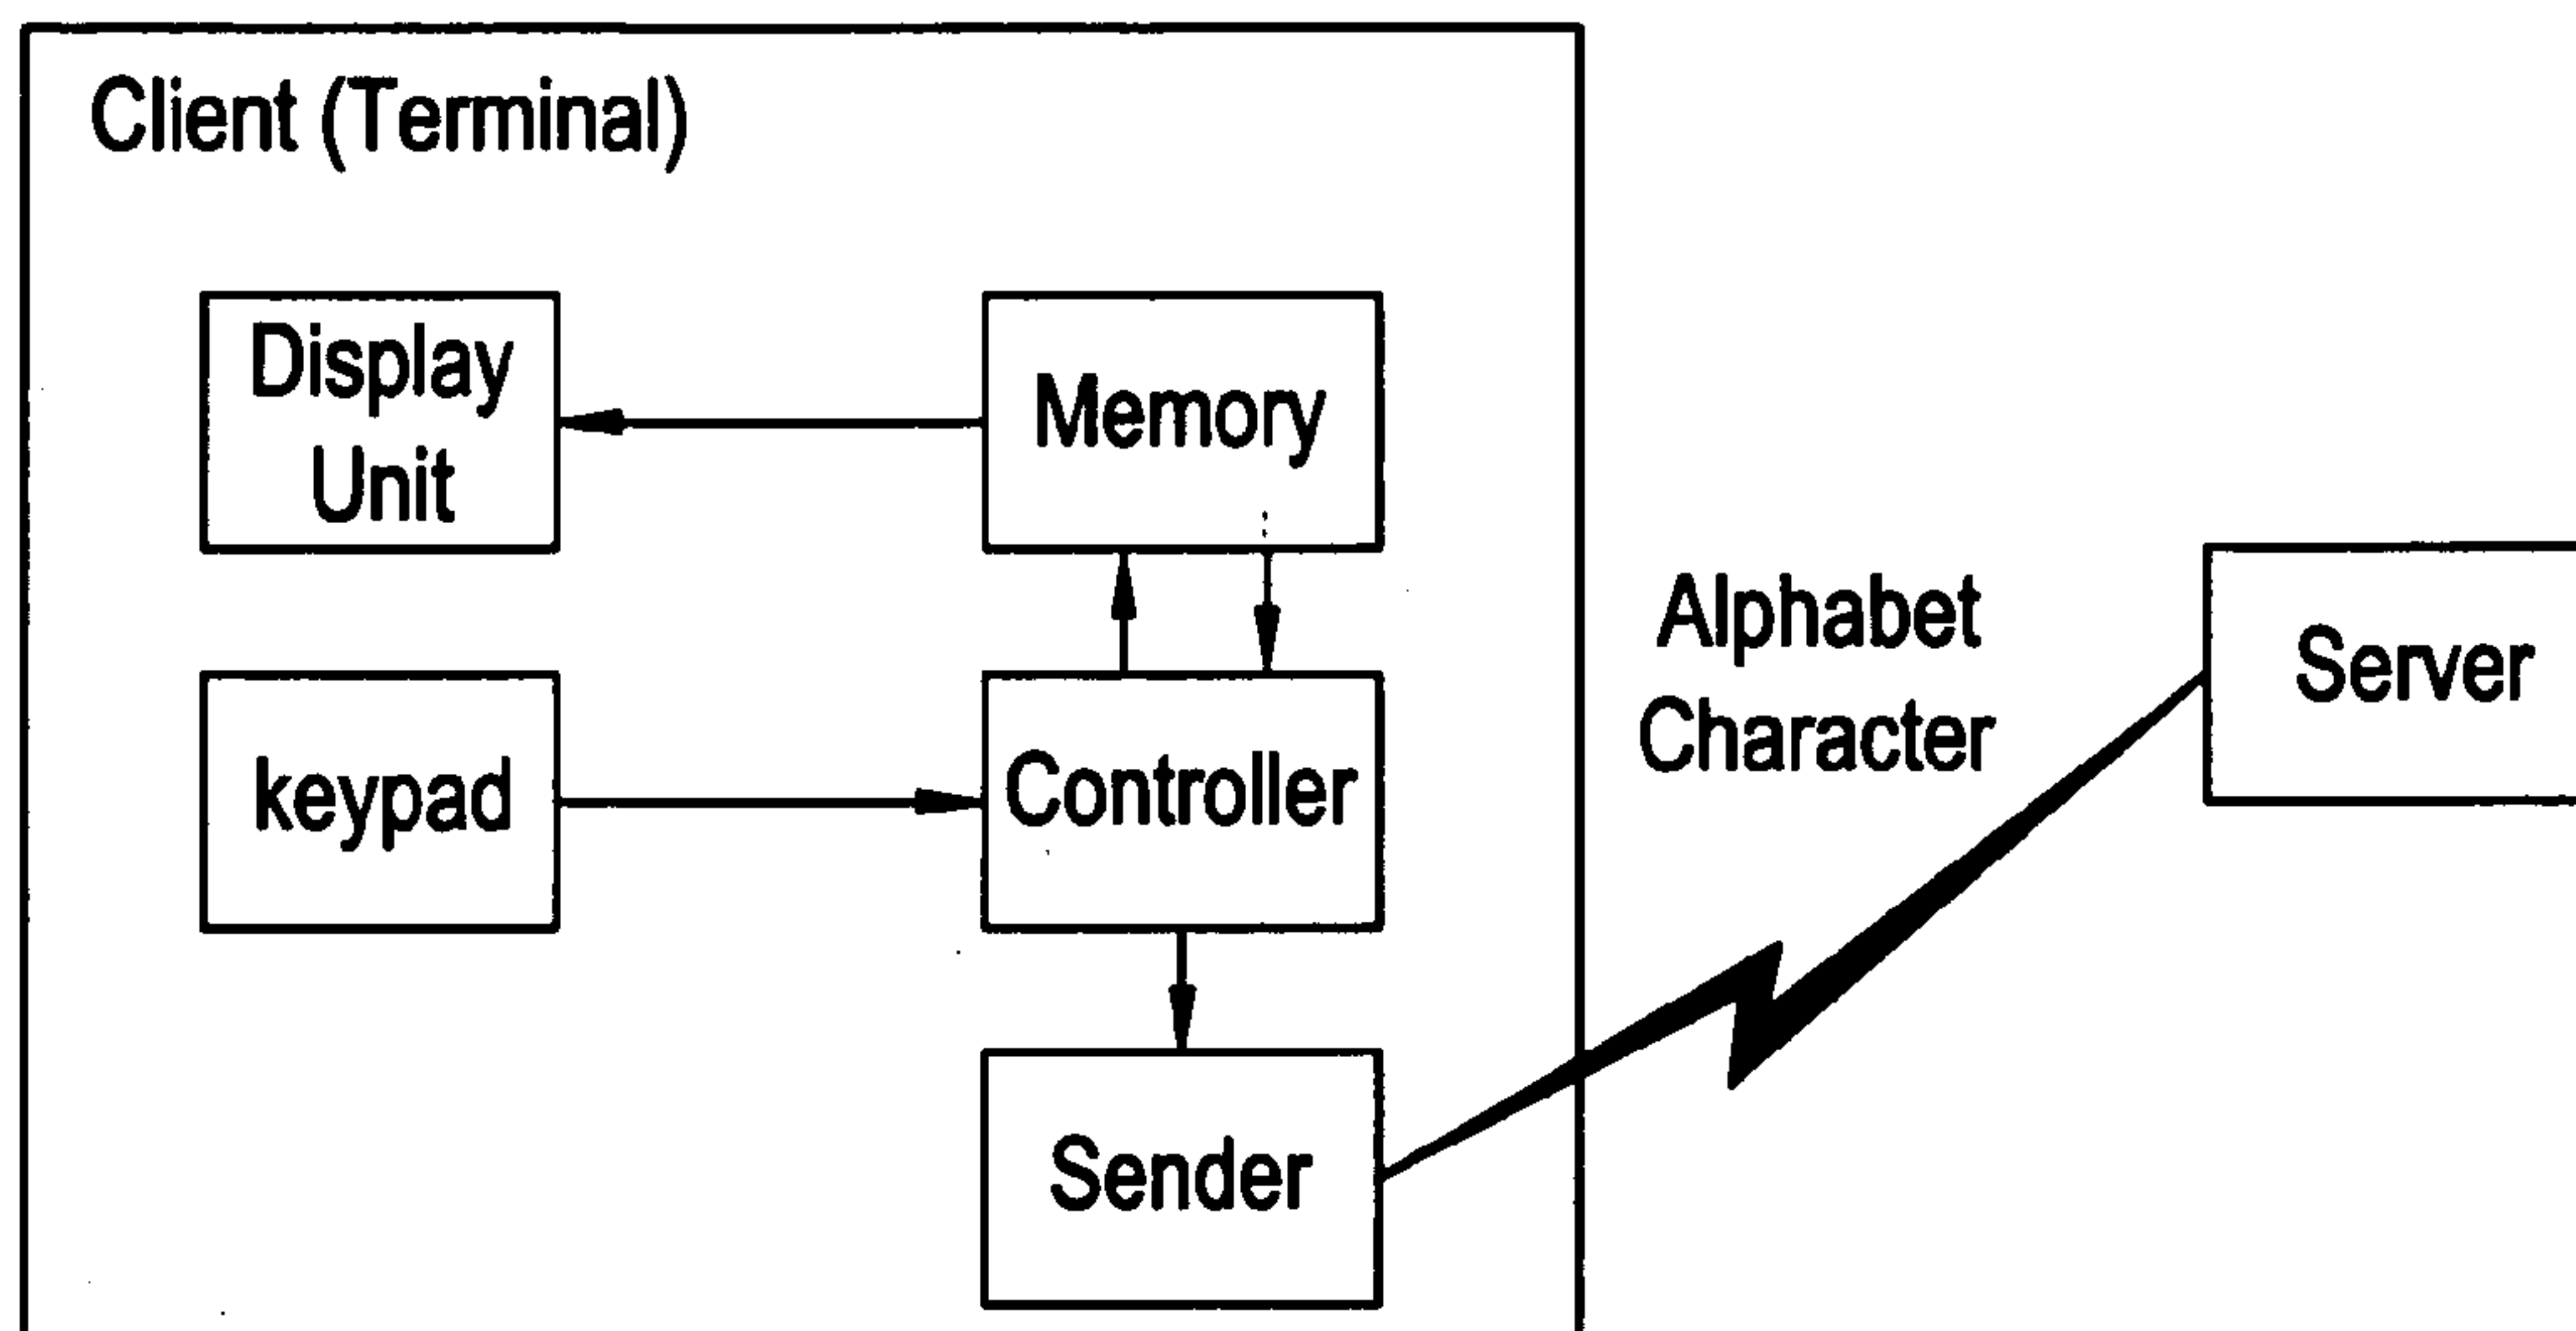 Client (Terminal)
Display
Unit
Memory
keypad
Controller
Sender
Alphabet
Character
Server